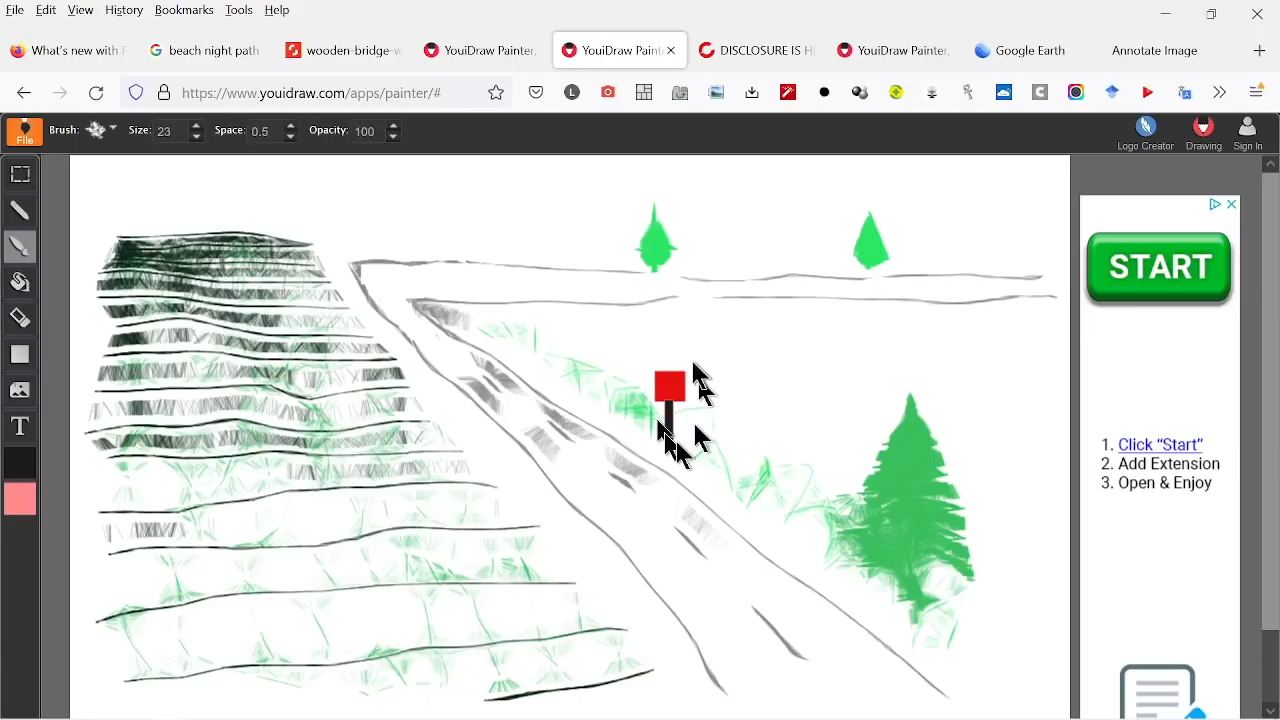 File Edit View History Bookmarks Tools Help
What's new with F beach night path wooden-bridge-w YouiDraw Painter, YouiDraw Paint DISCLOSURE IS H YouiDraw Painter, Google Earth Annotate Image
https://www.youidraw.com/apps/painter/#
File Brush: Size: 23 Space: 0.5 Opacity: 100 Logo Creator Drawing Sign In
START
1. Click “Start”
2. Add Extension
3. Open & Enjoy
T